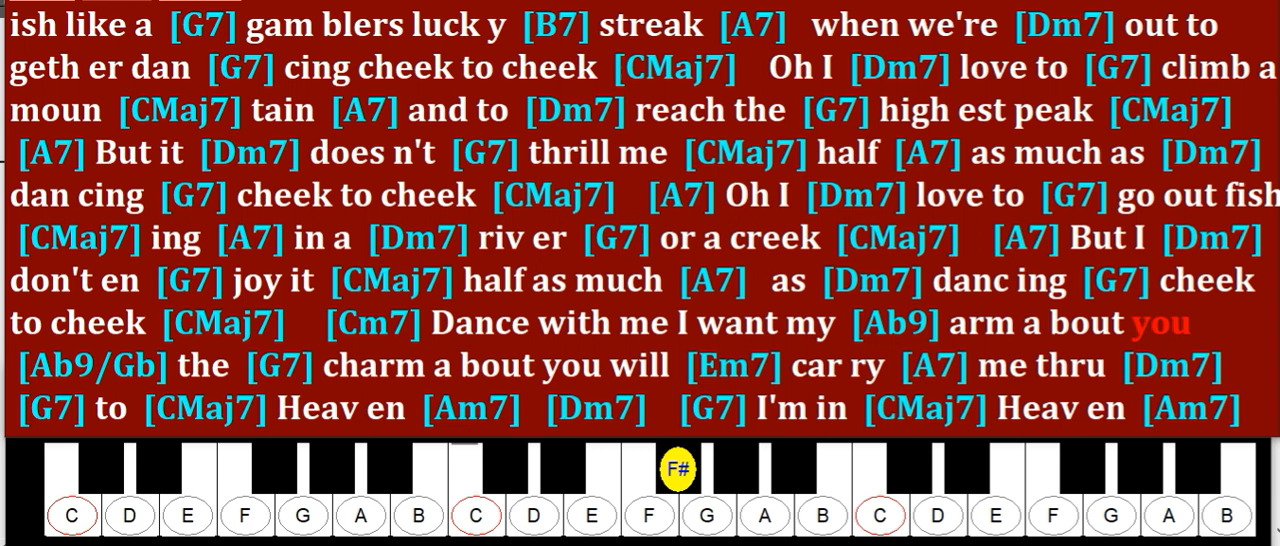 ish like a [G7] gam blers luck y [B7] streak [A7] when we're [Dm7] out to
geth er dan [G7] cing cheek to cheek [CMaj7] Oh I [Dm7] love to [G7] climb a
moun [CMaj7] tain [A7] and to [Dm7] reach the [G7] high est peak [CMaj7]
[A7] But it [Dm7] does n't [G7] thrill me [CMaj7] half [A7] as much as [Dm7]
dan cing [G7] cheek to cheek [CMaj7] [A7] Oh I [Dm7] love to [G7] go out fish
[CMaj7] ing [A7] in a [Dm7] riv er [G7] or a creek [CMaj7] [A7] But I [Dm7]
don't en [G7] joy it [CMaj7] half as much [A7] as [Dm7] danc ing [G7] cheek
to cheek [CMaj7] [Cm7] Dance with me I want my [Ab9] arm a bout you
[Ab9/Gb] the [G7] charm a bout you will [Em7] car ry [A7] me thru [Dm7]
[G7] to [CMaj7] Heav en [Am7] [Dm7] [G7] I'm in [CMaj7] Heav en [Am7]
F#
C D E F G A B C D E F G A B C D E F G A B